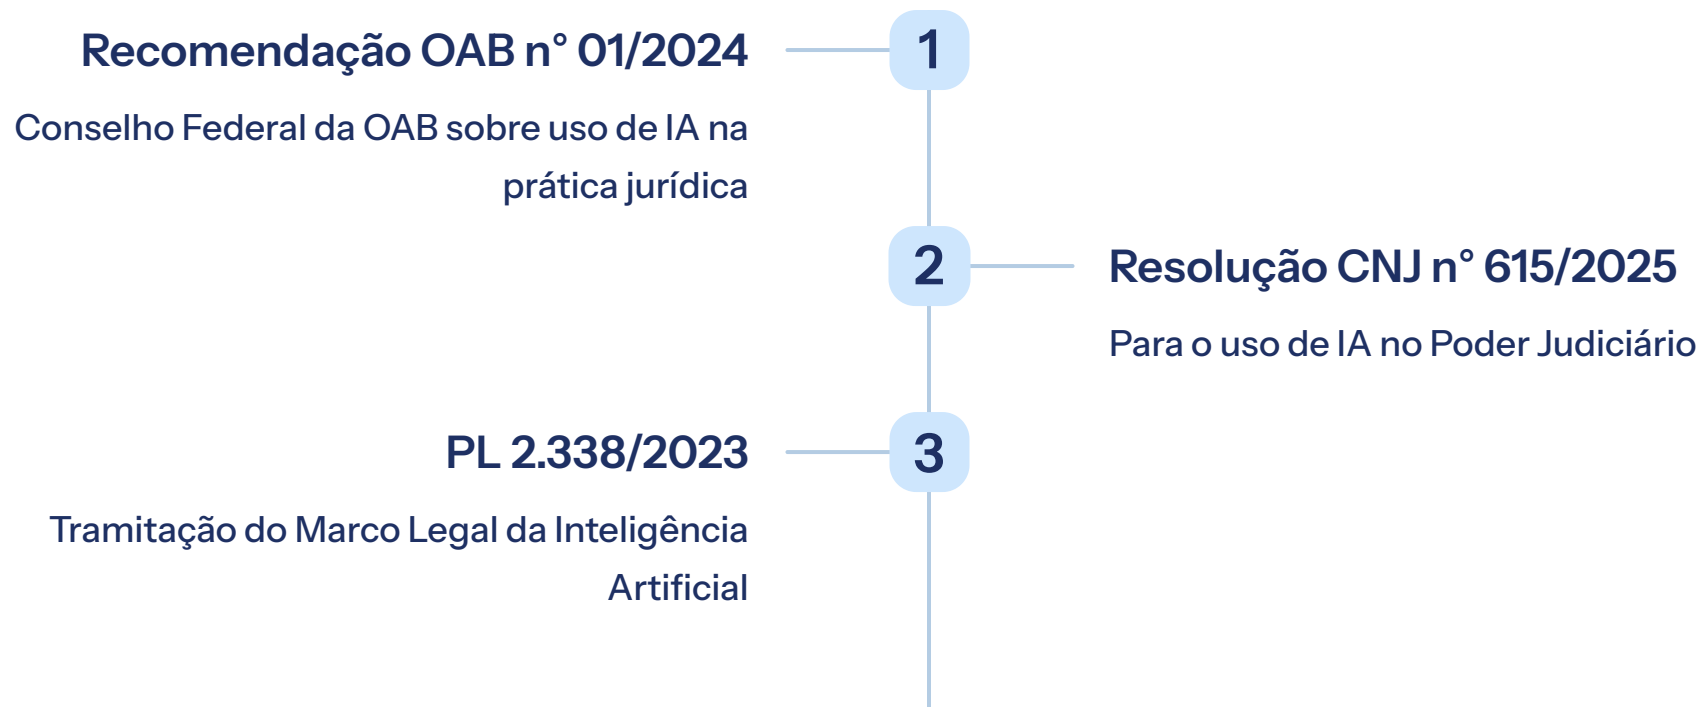 Recomendação OAB n° 01/2024
1
Conselho Federal da OAB sobre uso de IA na
prática jurídica
2
Resolução CNJ n° 615/2025
Para o uso de IA no Poder Judiciário
PL 2.338/2023
3
Tramitação do Marco Legal da Inteligência
Artificial